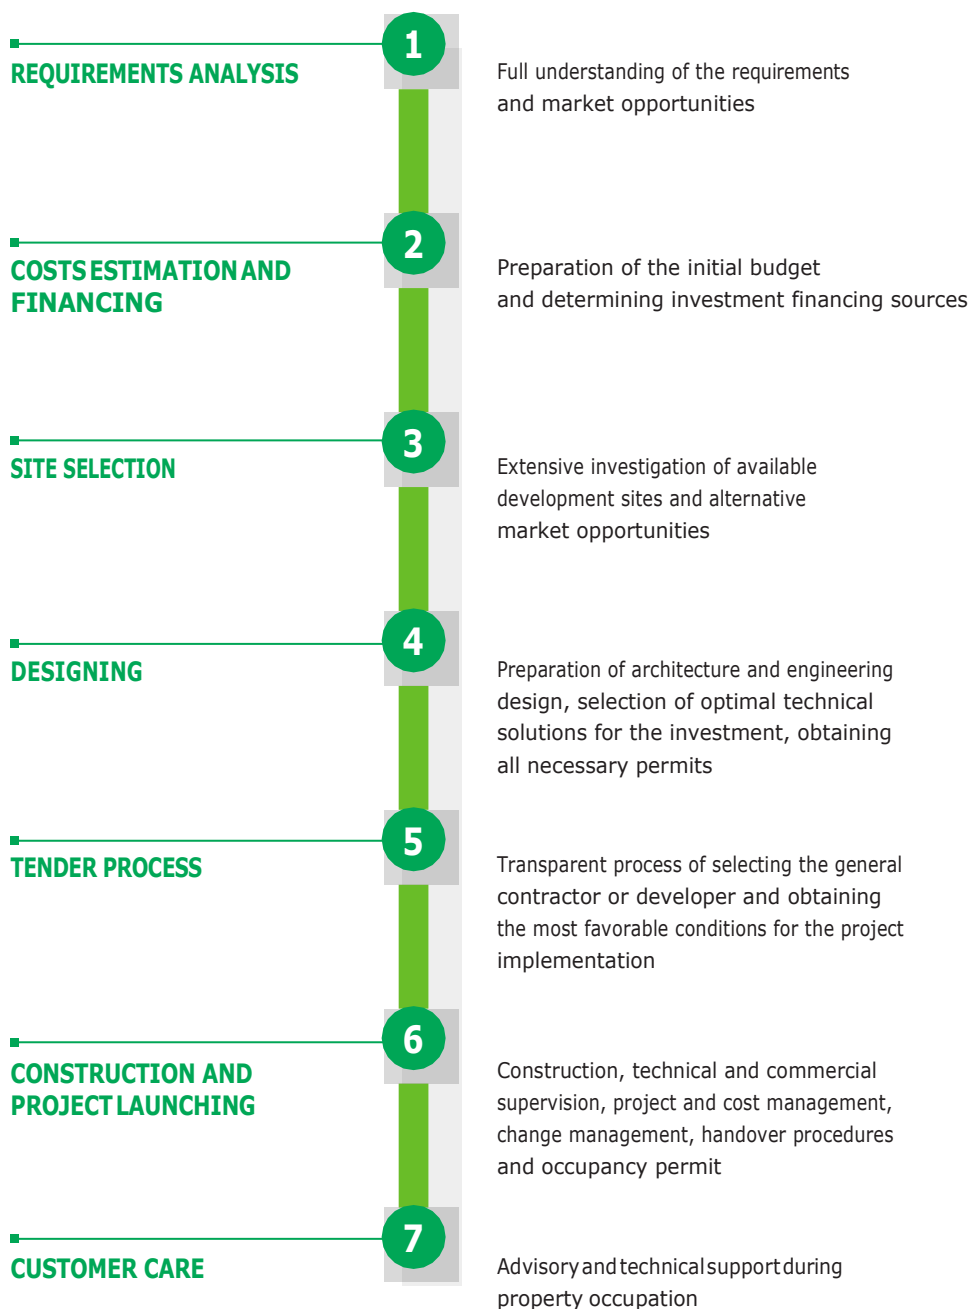 1
REQUIREMENTS ANALYSIS
Full understanding of the requirements
and market opportunities
2
COSTS ESTIMATION AND
FINANCING
Preparation of the initial budget
and determining investment financing sources
3
SITE SELECTION
Extensive investigation of available
development sites and alternative
market opportunities
4
DESIGNING
Preparation of architecture and engineering
design, selection of optimal technical
solutions for the investment, obtaining
all necessary permits
5
TENDER PROCESS
Transparent process of selecting the general
contractor or developer and obtaining
the most favorable conditions for the project
implementation
6
CONSTRUCTION AND
PROJECT LAUNCHING
Construction, technical and commercial
supervision, project and cost management,
change management, handover procedures
and occupancy permit
7
CUSTOMER CARE
Advisory and technical support during
property occupation